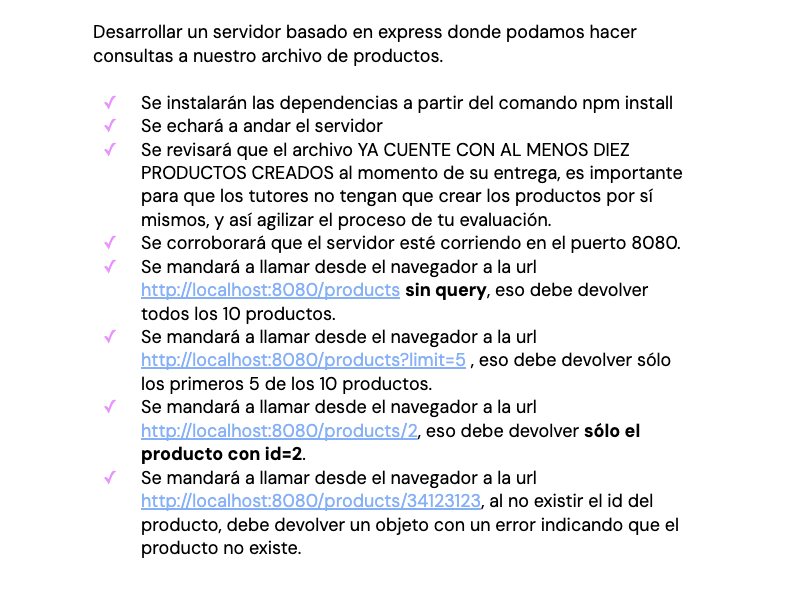 Desarrollar un servidor basado en express donde podamos hacer
consultas a nuestro archivo de productos.
✓ Se instalarán las dependencias a partir del comando npm install
✓ Se echará a andar el servidor
✓ Se revisará que el archivo YA CUENTE CON AL MENOS DIEZ
PRODUCTOS CREADOS al momento de su entrega, es importante
para que los tutores no tengan que crear los productos por sí
mismos, y así agilizar el proceso de tu evaluación.
✓ Se corroborará que el servidor esté corriendo en el puerto 8080.
✓ Se mandará a llamar desde el navegador a la url
http://localhost:8080/products sin query, eso debe devolver
todos los 10 productos.
✓ Se mandará a llamar desde el navegador a la url
http://localhost:8080/products?limit=5 , eso debe devolver sólo
los primeros 5 de los 10 productos.
✓ Se mandará a llamar desde el navegador a la url
http://localhost:8080/products/2, eso debe devolver sólo el
producto con id=2.
✓ Se mandará a llamar desde el navegador a la url
http://localhost:8080/products/34123123, al no existir el id del
producto, debe devolver un objeto con un error indicando que el
producto no existe.